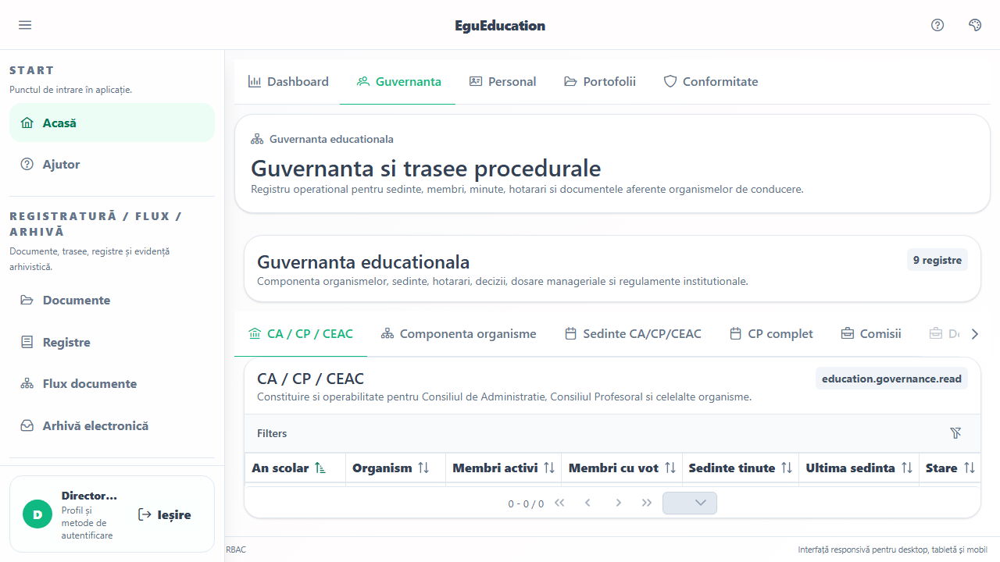 EguEducation
START
Punctul de intrare în aplicație.
Acasă
Ajutor
REGISTRATURĂ / FLUX /
ARHIVĂ
Documente, trasee, registre și evidență
arhivistică.
Documente
Registre
Flux documente
Arhivă electronică
D
Director...
Profil și
metode de
autentificare
Ieșire
Dashboard
Guvernanta
Personal
Portofolii
Conformitate
Guvernanta educationala
Guvernanta si trasee procedurale
Registru operational pentru sedinte, membri, minute, hotarari si documentele aferente organismelor de conducere.
Guvernanta educationala
9 registre
Componenta organismelor, sedinte, hotarari, decizii, dosare manageriale si regulamente institutionale.
CA / CP / CEAC
Componenta organisme
Sedinte CA/CP/CEAC
CP complet
Comisii
CA / CP / CEAC
education.governance.read
Constituire si operabilitate pentru Consiliul de Administratie, Consiliul Profesoral si celelalte organisme.
Filters
An scolar
Organism
Membri activi
Membri cu vot
Sedinte tinute
Ultima sedinta
Stare
0 - 0 / 0
RBAC
Interfață responsivă pentru desktop, tabletă și mobil